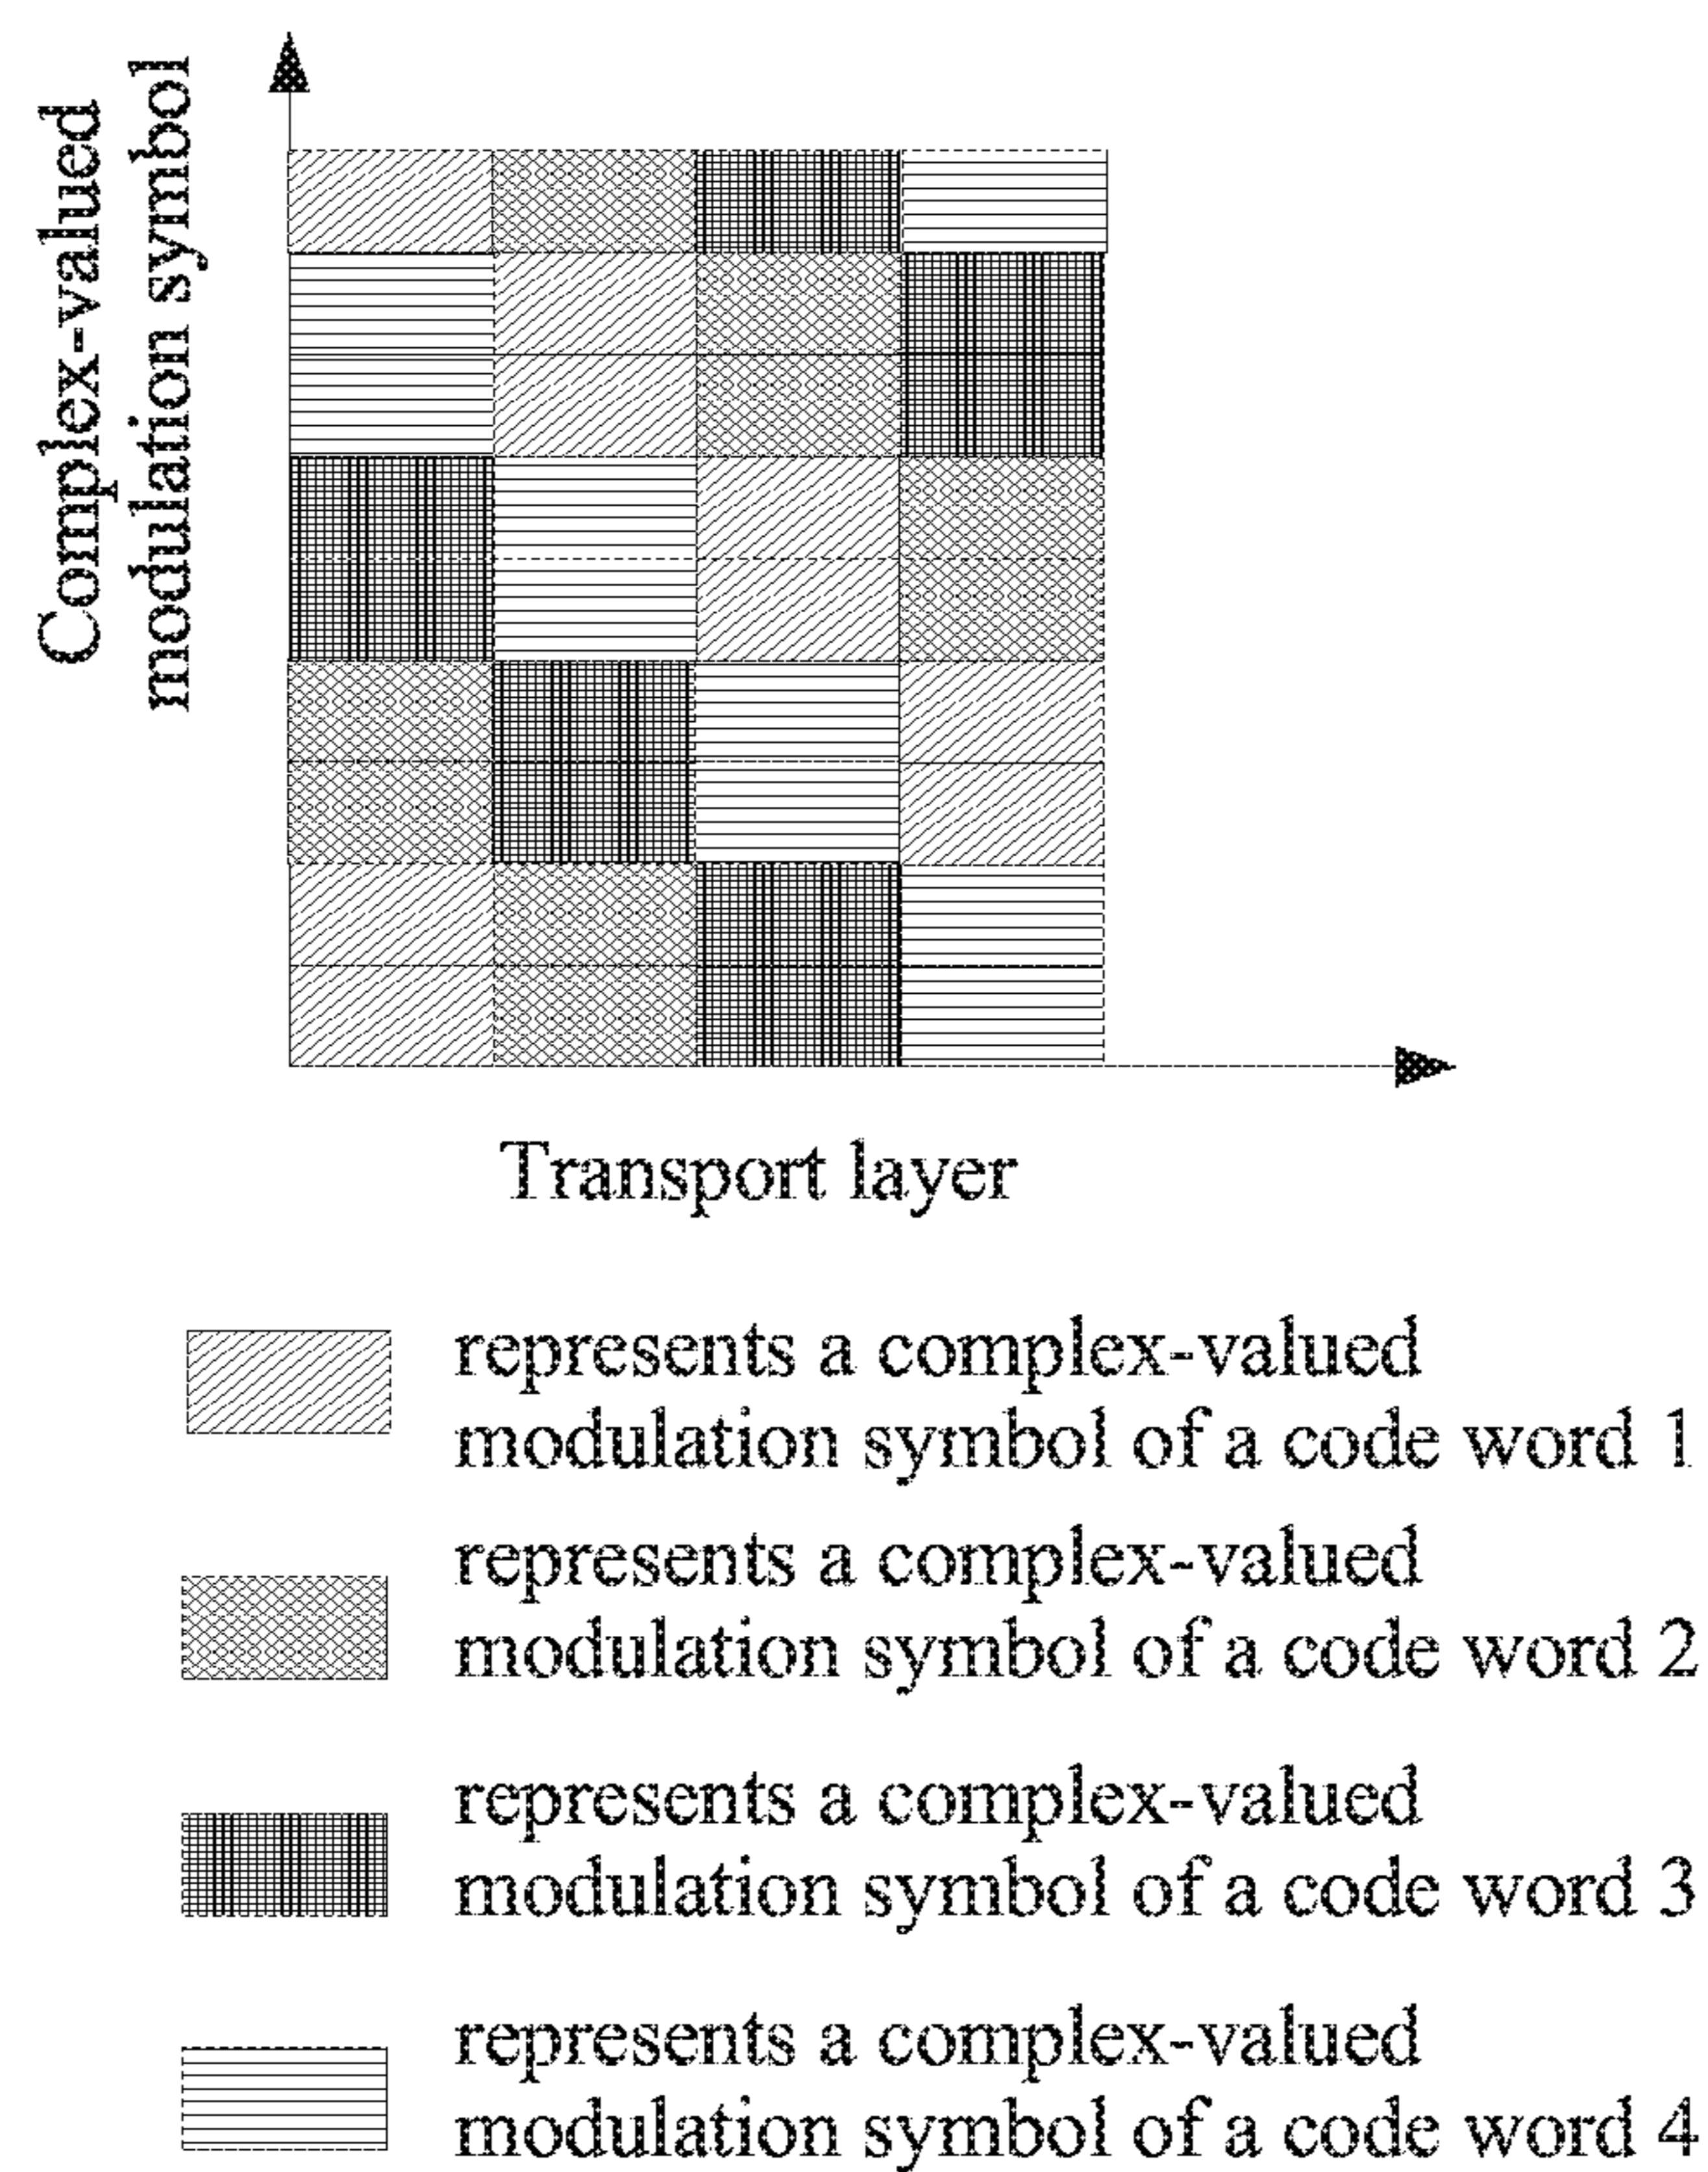 Complex-valued
modulation symbol
Transport layer
represents a complex-valued
modulation symbol of a code word 1
represents a complex-valued
modulation symbol of a code word 2
represents a complex-valued
modulation symbol of a code word 3
represents a complex-valued
modulation symbol of a code word 4